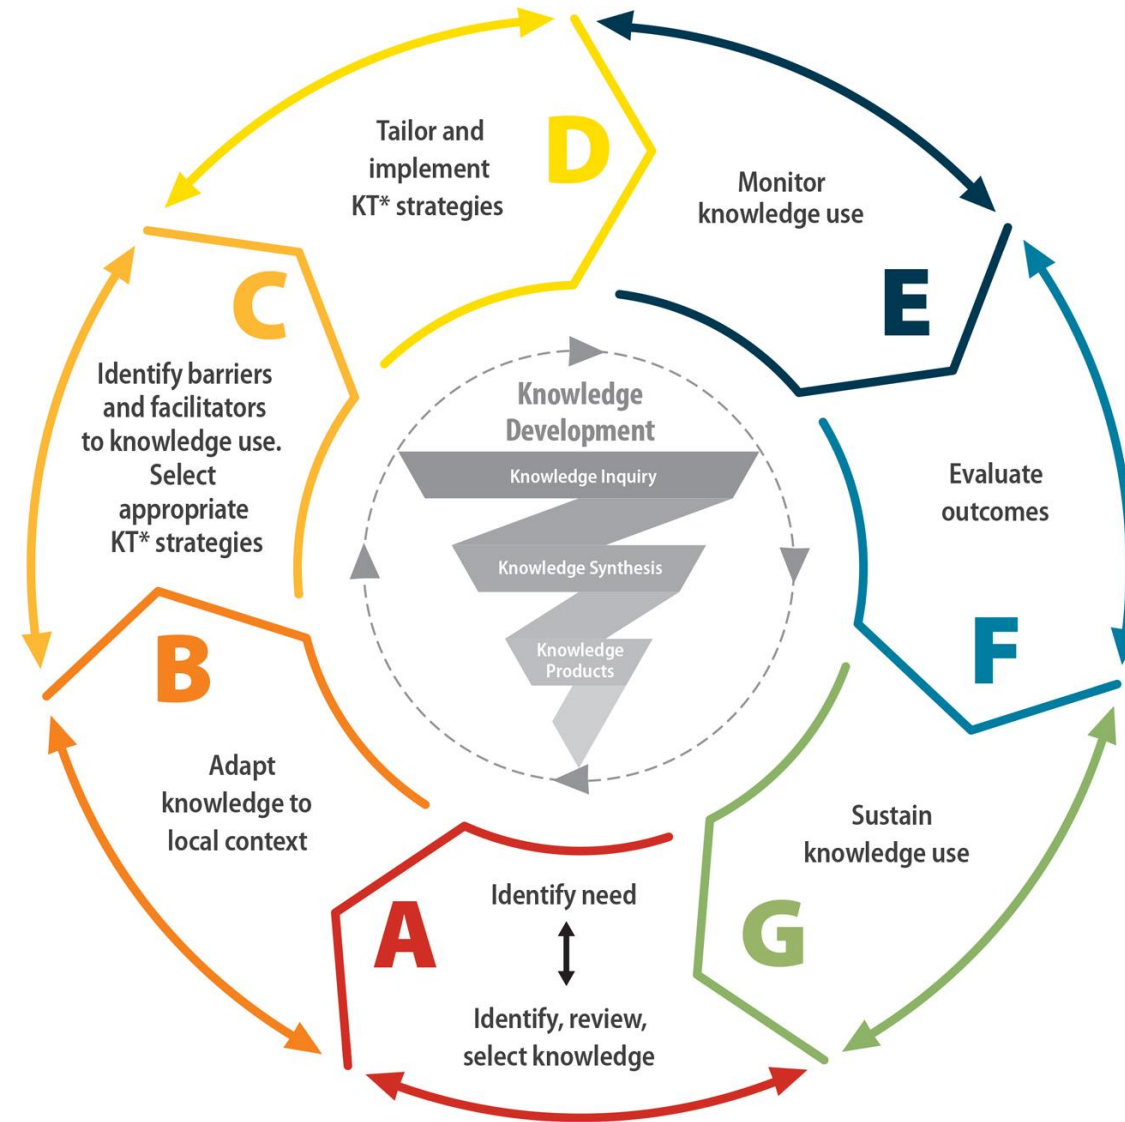 D
Tailor and
implement
KT* strategies
Monitor
knowledge use
E
C
Identify barriers
and facilitators
to knowledge use.
Select
appropriate
KT* strategies
Knowledge
Development
Knowledge Inquiry
Knowledge Synthesis
Knowledge
Products
Evaluate
outcomes
F
B
Adapt
knowledge to
local context
Sustain
knowledge use
G
A
Identify need
Identify, review,
select knowledge